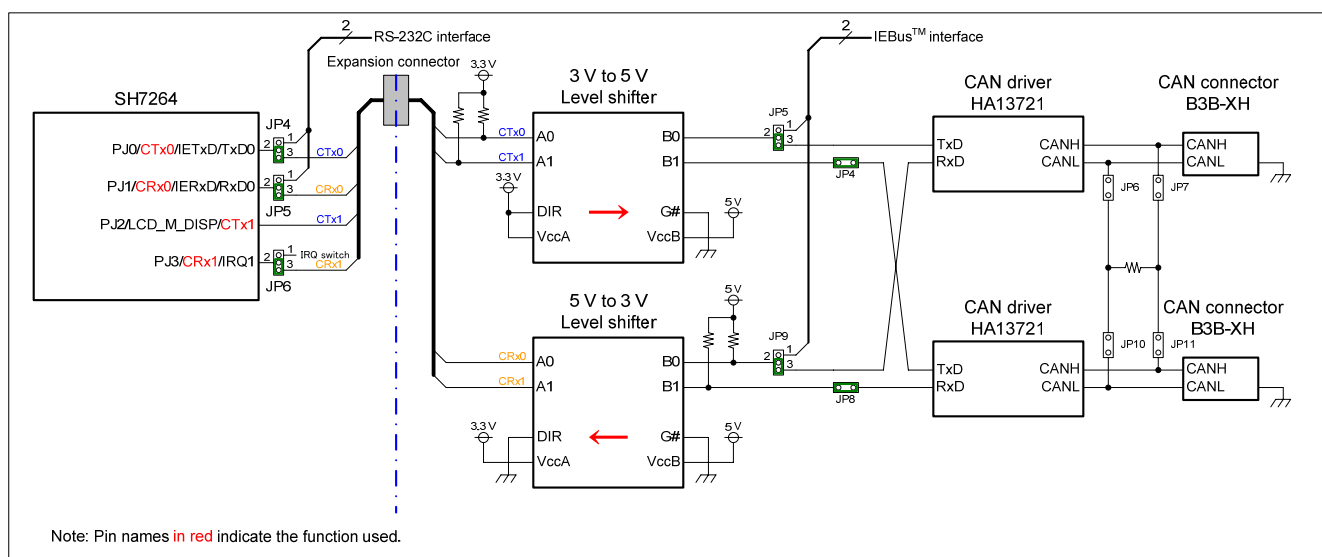 2
RS-232C interface
2
IEBus™ interface
Expansion connector
SH7264
JP4
1
2
3
PJ0/CTx0/IETxD/TxD0
CTx0
1
2
3
PJ1/CRx0/IERxD/RxD0
CRx0
JP5
PJ2/LCD_M_DISP/CTx1
CTx1
1
IRQ switch
2
3
PJ3/CRx1/IRQ1
CRx1
JP6
3.3 V
CTx0
CTx1
3.3 V
3 V to 5 V
Level shifter
A0
B0
A1
B1
DIR
G#
VccA
VccB
5 V
JP5
1
2
3
JP4
CAN driver
HA13721
TxD
RxD
CANH
CANL
CAN connector
B3B-XH
CANH
CANL
JP6
JP7
5 V to 3 V
Level shifter
CRx0
CRx1
A0
B0
A1
B1
DIR
G#
VccA
VccB
3.3 V
5 V
5 V
JP9
1
2
3
JP8
CAN driver
HA13721
TxD
RxD
CANH
CANL
JP10
JP11
CAN connector
B3B-XH
CANH
CANL
Note: Pin names in red indicate the function used.